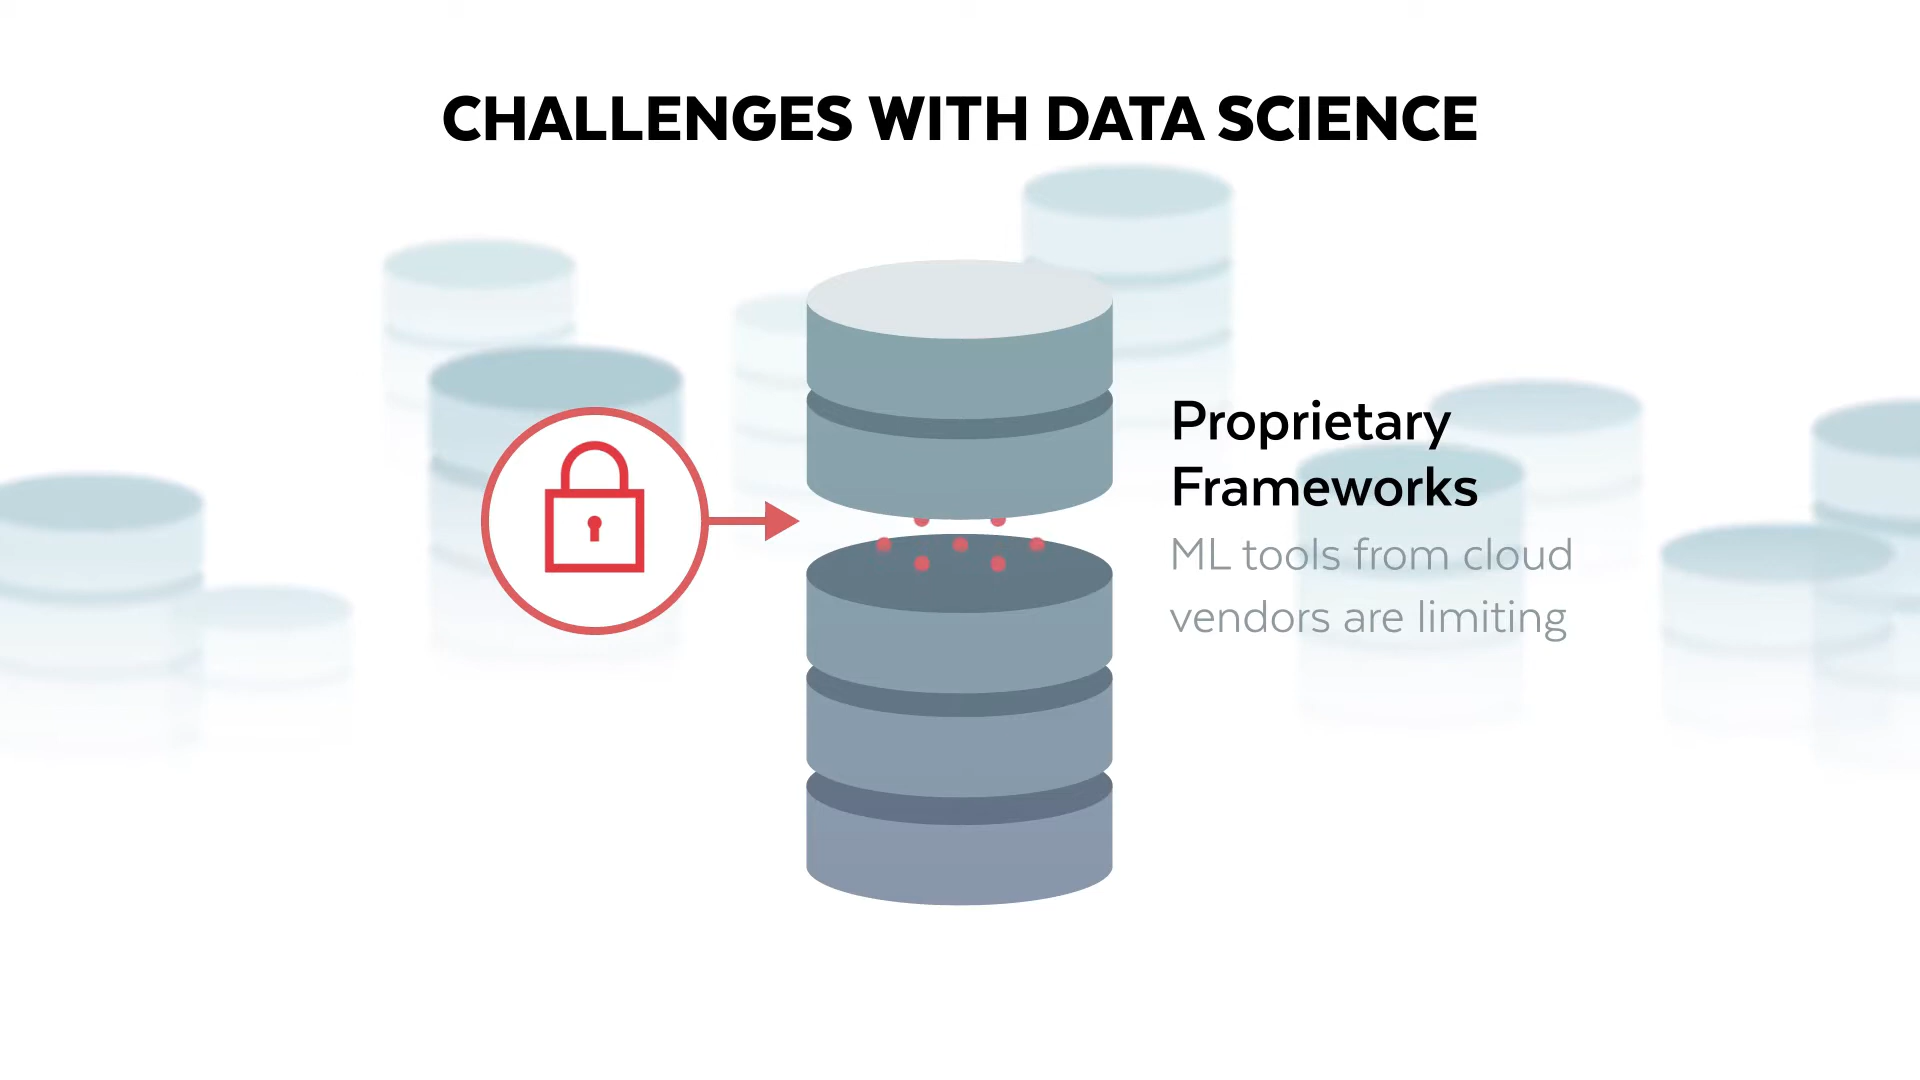 CHALLENGES WITH DATA SCIENCE
Proprietary
Frameworks
ML tools from cloud
vendors are limiting